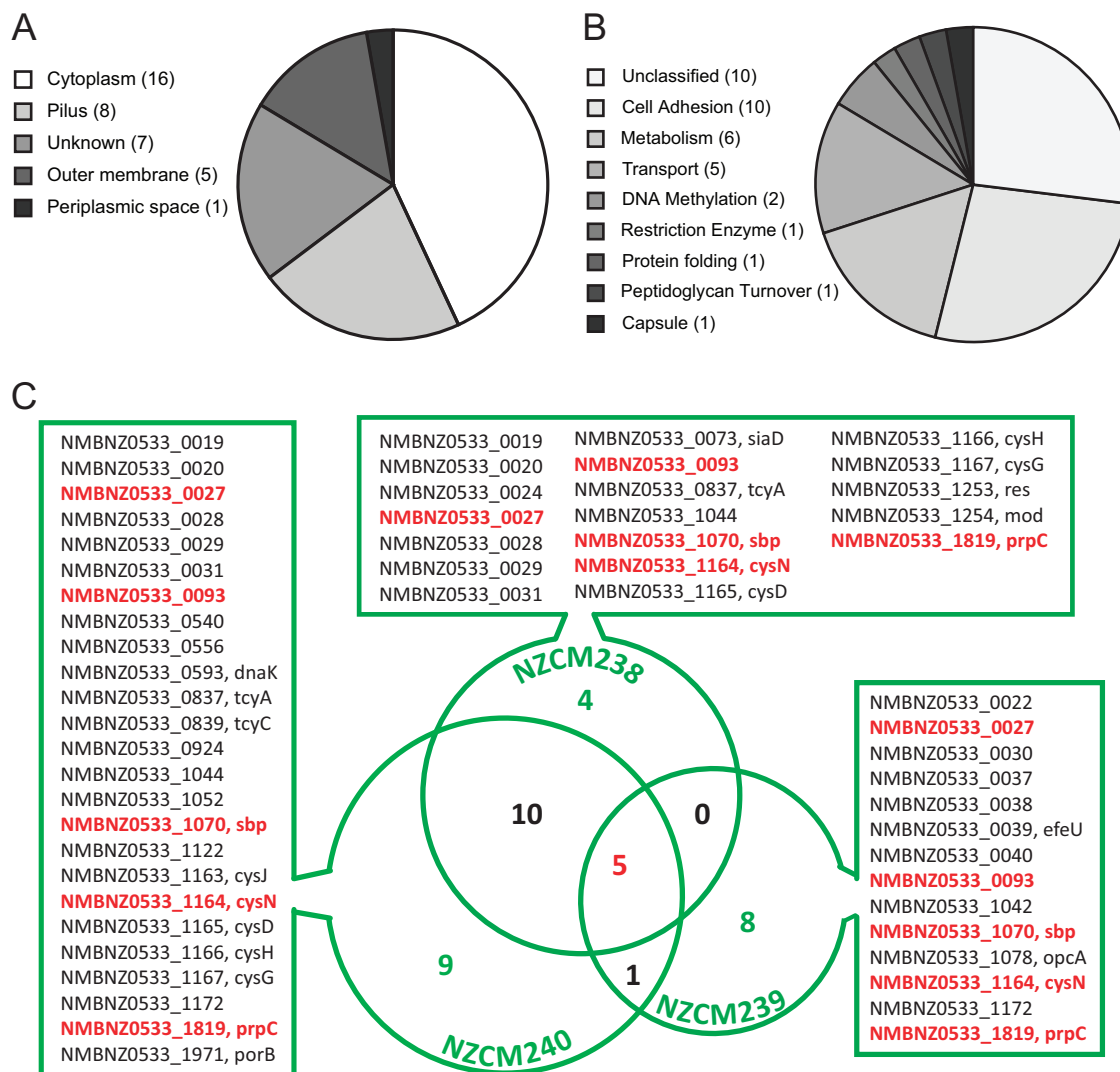 A
Cytoplasm (16)
Pilus (8)
Unknown (7)
Outer membrane (5)
Periplasmic space (1)
B
Unclassified (10)
Cell Adhesion (10)
Metabolism (6)
Transport (5)
DNA Methylation (2)
Restriction Enzyme (1)
Protein folding (1)
Peptidoglycan Turnover (1)
Capsule (1)
C
NMBNZ0533_0019
NMBNZ0533_0020
NMBNZ0533_0027
NMBNZ0533_0028
NMBNZ0533_0029
NMBNZ0533_0031
NMBNZ0533_0093
NMBNZ0533_0540
NMBNZ0533_0556
NMBNZ0533_0593, dnaK
NMBNZ0533_0837, tcyA
NMBNZ0533_0839, tcyC
NMBNZ0533_0924
NMBNZ0533_1044
NMBNZ0533_1052
NMBNZ0533_1070, sbp
NMBNZ0533_1122
NMBNZ0533_1163, cysJ
NMBNZ0533_1164, cysN
NMBNZ0533_1165, cysD
NMBNZ0533_1166, cysH
NMBNZ0533_1167, cysG
NMBNZ0533_1172
NMBNZ0533_1819, prpC
NMBNZ0533_1971, porB
NMBNZ0533_0019
NMBNZ0533_0020
NMBNZ0533_0024
NMBNZ0533_0027
NMBNZ0533_0028
NMBNZ0533_0029
NMBNZ0533_0031
NMBNZ0533_0073, siaD
NMBNZ0533_0093
NMBNZ0533_0837, tcyA
NMBNZ0533_1044
NMBNZ0533_1070, sbp
NMBNZ0533_1164, cysN
NMBNZ0533_1165, cysD
NMBNZ0533_1166, cysH
NMBNZ0533_1167, cysG
NMBNZ0533_1253, res
NMBNZ0533_1254, mod
NMBNZ0533_1819, prpC
NZCM238
4
10
0
5
8
9
1
NZCM239
NZCM240
NMBNZ0533_0022
NMBNZ0533_0027
NMBNZ0533_0030
NMBNZ0533_0037
NMBNZ0533_0038
NMBNZ0533_0039, efeU
NMBNZ0533_0040
NMBNZ0533_0093
NMBNZ0533_1042
NMBNZ0533_1070, sbp
NMBNZ0533_1078, opcA
NMBNZ0533_1164, cysN
NMBNZ0533_1172
NMBNZ0533_1819, prpC